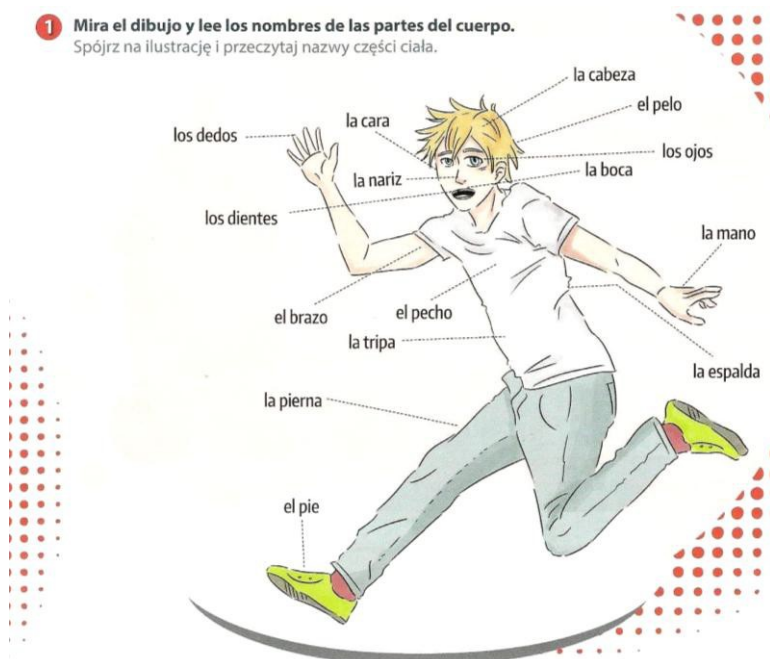 1 Mira el dibujo y lee los nombres de las partes del cuerpo.
Spójrz na ilustrację i przeczytaj nazwy części ciała.
la cabeza
el pelo
la cara
los dedos
los ojos
la boca
la nariz
los dientes
la mano
el brazo
el pecho
la tripa
la espalda
la pierna
el pie